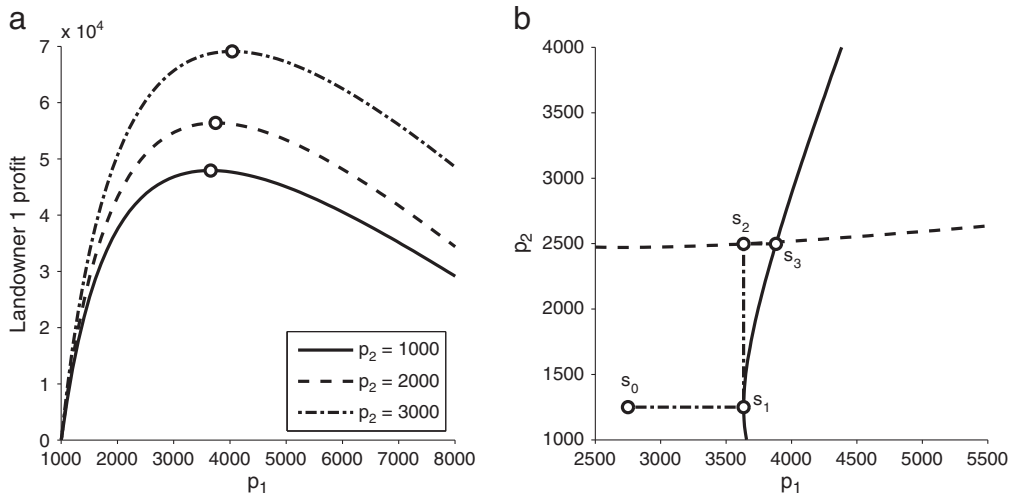 a
x 10⁴
7
6
5
4
3
2
1
0
Landowner 1 profit
1000 2000 3000 4000 5000 6000 7000 8000
p₁
p₂ = 1000
p₂ = 2000
p₂ = 3000
b
4000
3500
3000
2500
2000
1500
1000
p₂
s₀
s₁
s₂
s₃
2500 3000 3500 4000 4500 5000 5500
p₁